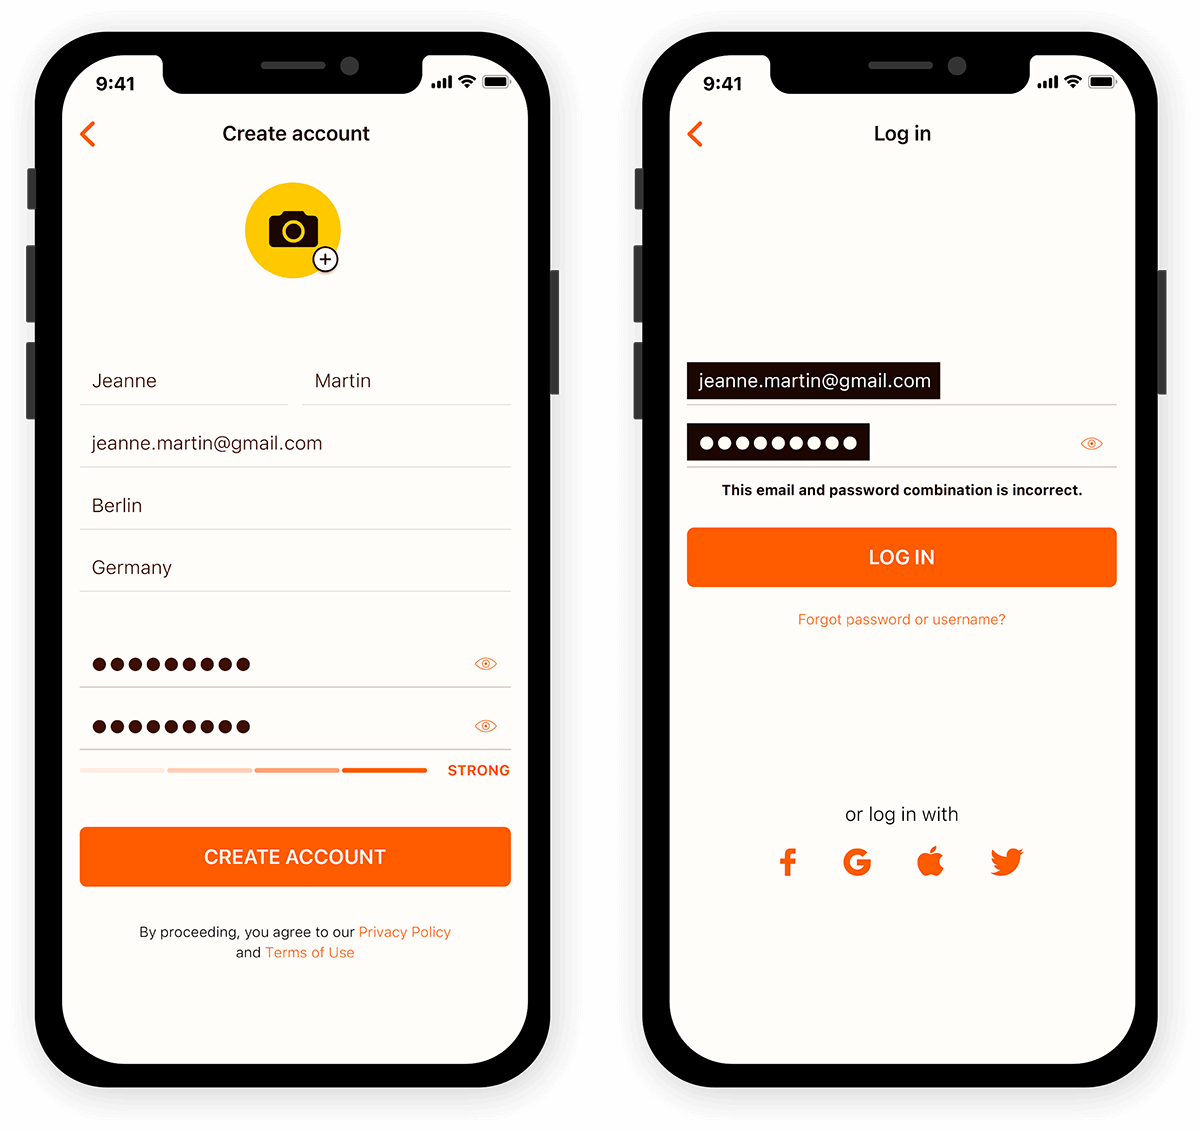 9:41
Create account
Jeanne
Martin
jeanne.martin@gmail.com
Berlin
Germany
STRONG
CREATE ACCOUNT
By proceeding, you agree to our Privacy Policy
and Terms of Use
9:41
Log in
jeanne.martin@gmail.com
This email and password combination is incorrect.
LOG IN
Forgot password or username?
or log in with